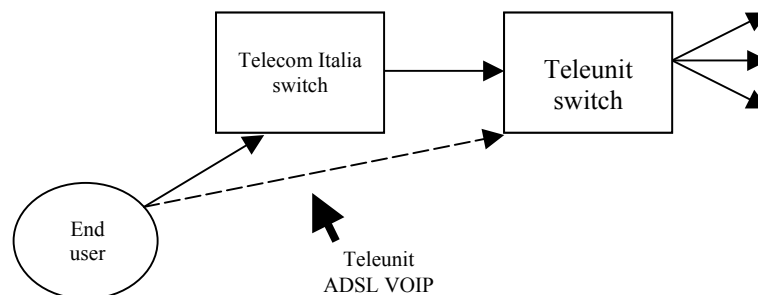 Telecom Italia
switch
Teleunit
switch
End
user
Teleunit
ADSL VOIP